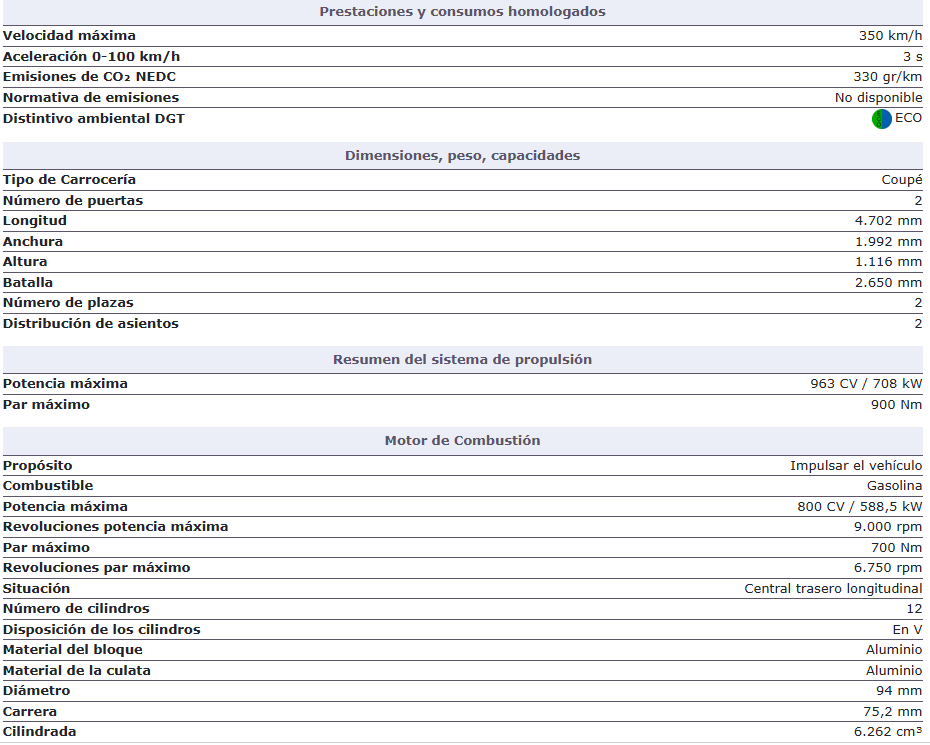 Prestaciones y consumos homologados
Velocidad máxima 350 km/h
Aceleración 0-100 km/h 3 s
Emisiones de CO₂ NEDC 330 gr/km
Normativa de emisiones No disponible
Distintivo ambiental DGT ECO
Dimensiones, peso, capacidades
Tipo de Carrocería Coupé
Número de puertas 2
Longitud 4.702 mm
Anchura 1.992 mm
Altura 1.116 mm
Batalla 2.650 mm
Número de plazas 2
Distribución de asientos 2
Resumen del sistema de propulsión
Potencia máxima 963 CV / 708 kW
Par máximo 900 Nm
Motor de Combustión
Propósito Impulsar el vehículo
Combustible Gasolina
Potencia máxima 800 CV / 588,5 kW
Revoluciones potencia máxima 9.000 rpm
Par máximo 700 Nm
Revoluciones par máximo 6.750 rpm
Situación Central trasero longitudinal
Número de cilindros 12
Disposición de los cilindros En V
Material del bloque Aluminio
Material de la culata Aluminio
Diámetro 94 mm
Carrera 75,2 mm
Cilindrada 6.262 cm³